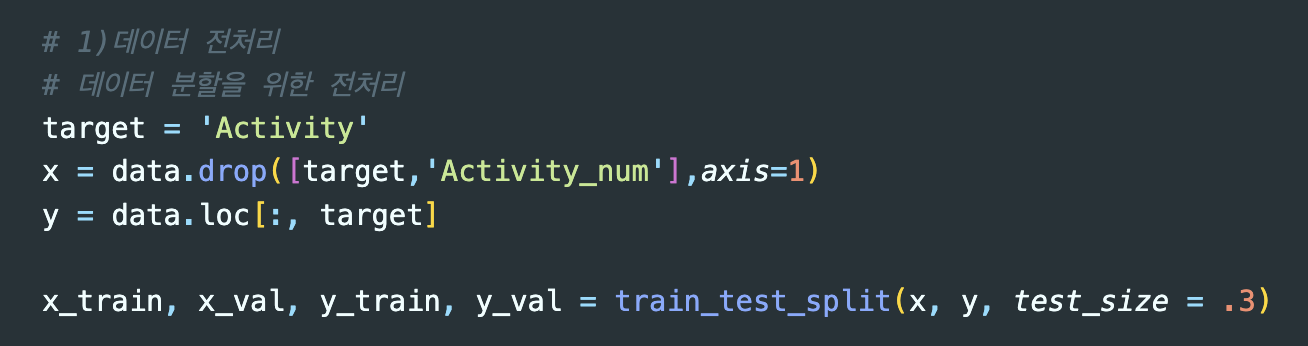 # 1)데이터 전처리
# 데이터 분할을 위한 전처리
target = 'Activity'
x = data.drop([target,'Activity_num'],axis=1)
y = data.loc[:, target]
x_train, x_val, y_train, y_val = train_test_split(x, y, test_size = .3)